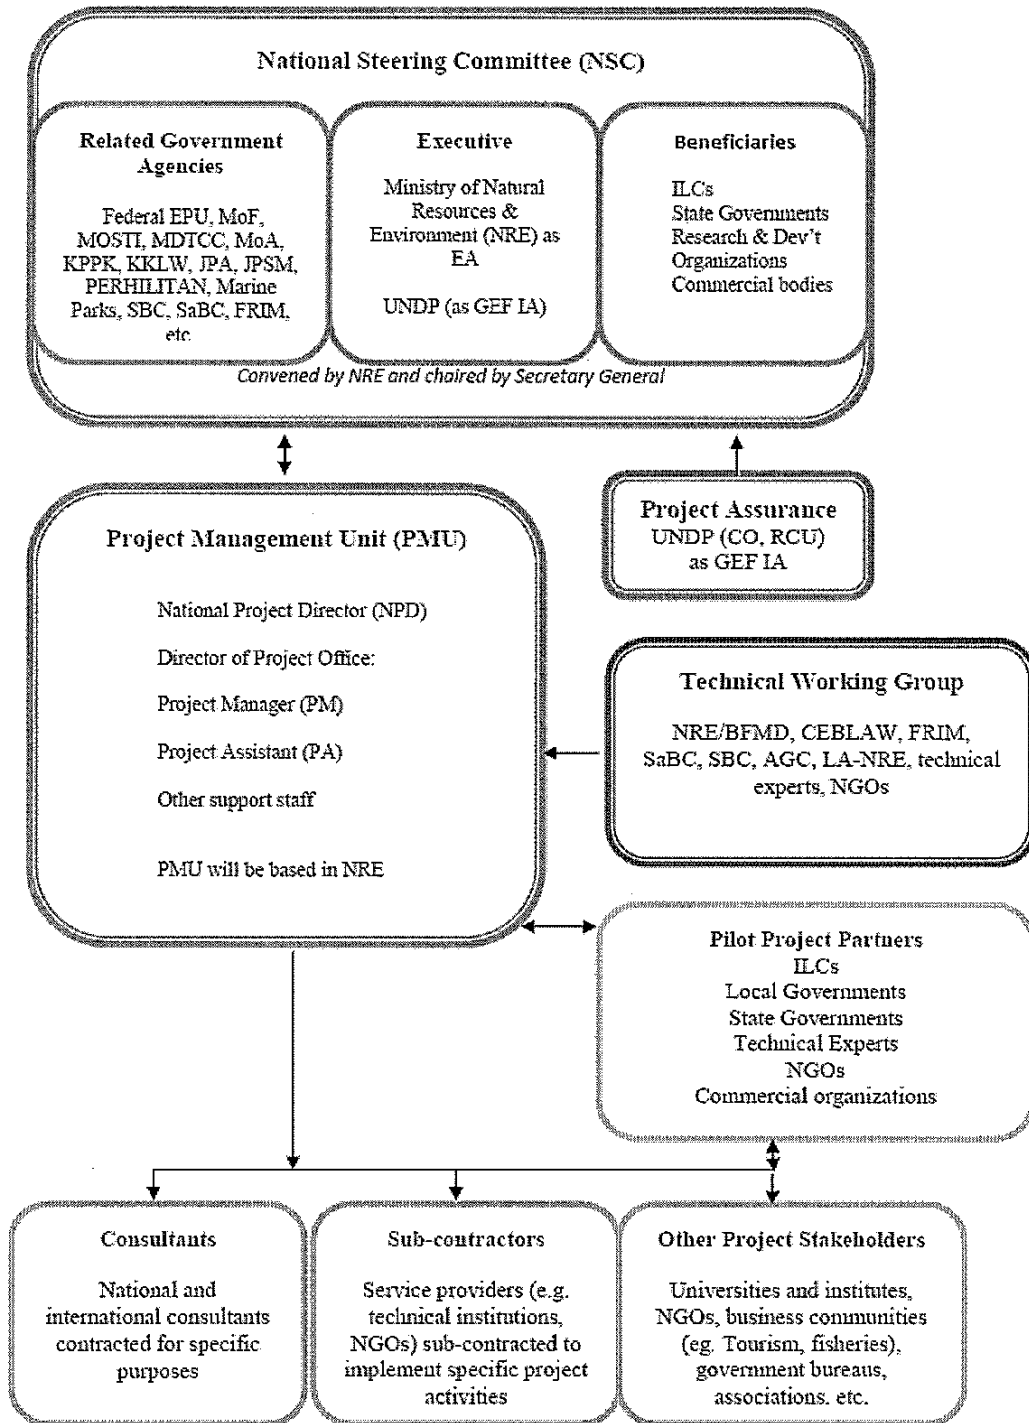 National Steering Committee (NSC)
Related Government
Agencies
Federal EPU, MoF,
MOSTI, MDTCC, MoA,
KPPK, KKLW, JPA, JPSM,
PERHILITAN, Marine
Parks, SBC, SaBC, FRIM,
etc.
Executive
Ministry of Natural
Resources &
Environment (NRE) as
EA
UNDP (as GEF IA)
Beneficiaries
ILCs
State Governments
Research & Dev't
Organizations
Commercial bodies
Convened by NRE and chaired by Secretary General
Project Management Unit (PMU)
National Project Director (NPD)
Director of Project Office:
Project Manager (PM)
Project Assistant (PA)
Other support staff
PMU will be based in NRE
Project Assurance
UNDP (CO, RCU)
as GEF IA
Technical Working Group
NRE/BFMD, CEBLAW, FRIM,
SaBC, SBC, AGC, LA-NRE, technical
experts, NGOs
Pilot Project Partners
ILCs
Local Governments
State Governments
Technical Experts
NGOs
Commercial organizations
Consultants
National and
international consultants
contracted for specific
purposes
Sub-contractors
Service providers (e.g.
technical institutions,
NGOs) sub-contracted to
implement specific project
activities
Other Project Stakeholders
Universities and institutes,
NGOs, business communities
(eg. Tourism, fisheries),
government bureaus,
associations. etc.